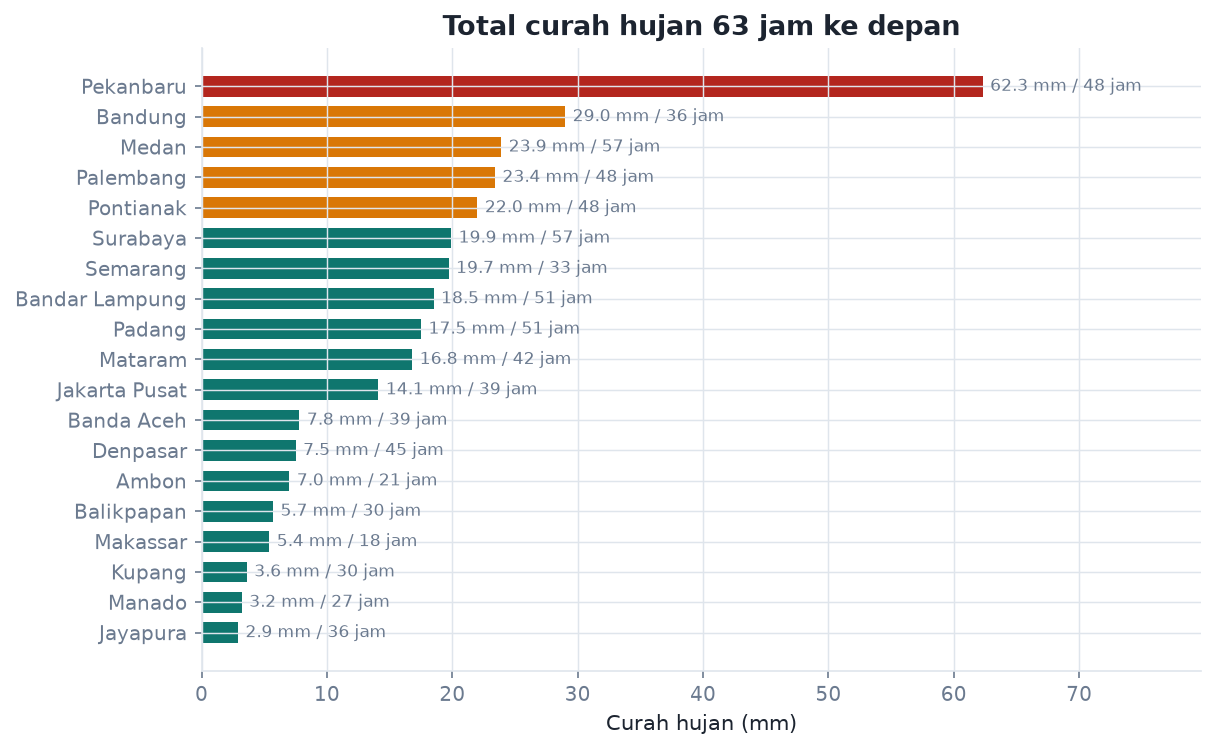 Total curah hujan 63 jam ke depan
Pekanbaru 62.3 mm / 48 jam
Bandung 29.0 mm / 36 jam
Medan 23.9 mm / 57 jam
Palembang 23.4 mm / 48 jam
Pontianak 22.0 mm / 48 jam
Surabaya 19.9 mm / 57 jam
Semarang 19.7 mm / 33 jam
Bandar Lampung 18.5 mm / 51 jam
Padang 17.5 mm / 51 jam
Mataram 16.8 mm / 42 jam
Jakarta Pusat 14.1 mm / 39 jam
Banda Aceh 7.8 mm / 39 jam
Denpasar 7.5 mm / 45 jam
Ambon 7.0 mm / 21 jam
Balikpapan 5.7 mm / 30 jam
Makassar 5.4 mm / 18 jam
Kupang 3.6 mm / 30 jam
Manado 3.2 mm / 27 jam
Jayapura 2.9 mm / 36 jam
0 10 20 30 40 50 60 70
Curah hujan (mm)